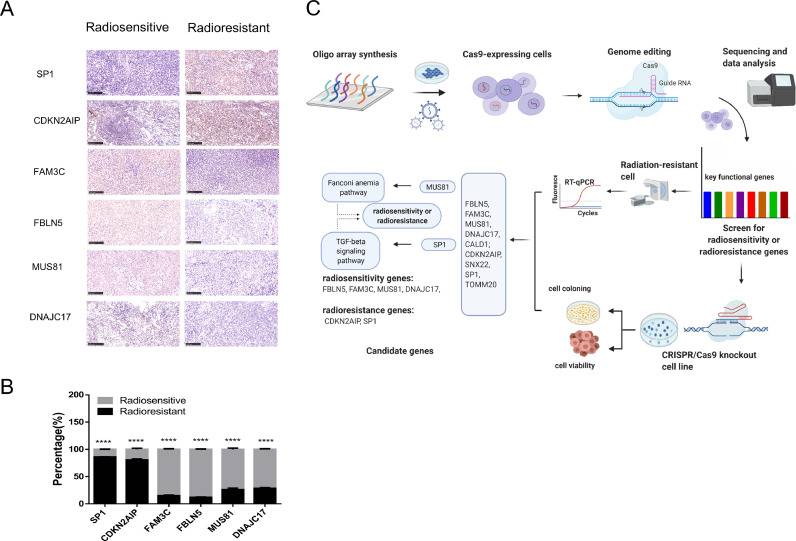 A
Radiosensitive Radioresistant
SP1
CDKN2AIP
FAM3C
FBLN5
MUS81
DNAJC17
B
Radiosensitive
Radioresistant
Percentage(%)
200
150
100
50
0
**** **** **** **** **** ****
SP1
CDKN2AIP
FAM3C
FBLN5
MUS81
DNAJC17
C
Oligo array synthesis
Cas9-expressing cells
Genome editing
Cas9
Guide RNA
Sequencing and
data analysis
key functional genes
Screen for
radiosensitivity or
radioresistance genes
Radiation-resistant
cell
RT-qPCR
Fluoresce
Cycles
CRISPR/Cas9 knockout
cell line
cell coloning
cell viability
FBLN5,
FAM3C,
MUS81,
DNAJC17,
CALD1;
CDKN2AIP,
SNX22,
SP1,
TOMM20
MUS81
SP1
Fanconi anemia
pathway
radiosensitivity or
radioresistance
TGF-beta
signaling
pathway
radiosensitivity genes:
FBLN5, FAM3C, MUS81, DNAJC17,
radioresistance genes:
CDKN2AIP, SP1
Candidate genes